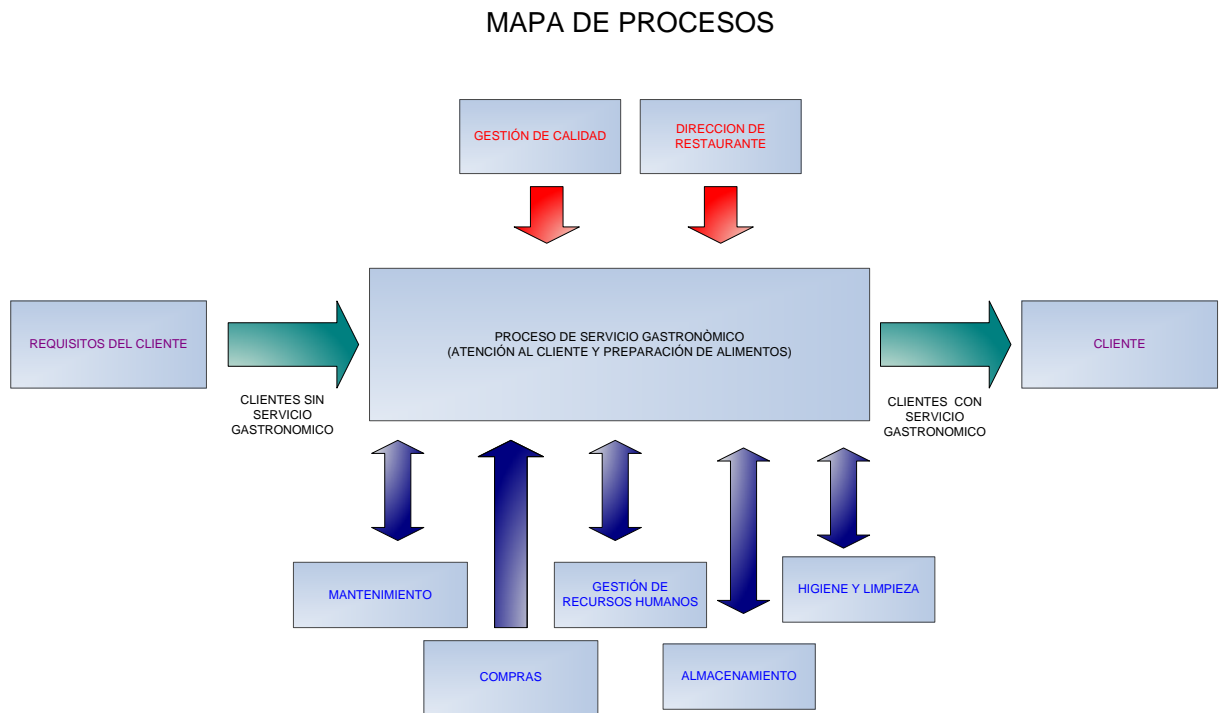 MAPA DE PROCESOS
GESTIÓN DE CALIDAD
DIRECCION DE
RESTAURANTE
REQUISITOS DEL CLIENTE
CLIENTES SIN
SERVICIO
GASTRONOMICO
PROCESO DE SERVICIO GASTRONÒMICO
(ATENCIÓN AL CLIENTE Y PREPARACIÓN DE ALIMENTOS)
CLIENTES  CON
SERVICIO
GASTRONOMICO
CLIENTE
MANTENIMIENTO
COMPRAS
GESTIÓN DE
RECURSOS HUMANOS
ALMACENAMIENTO
HIGIENE Y LIMPIEZA